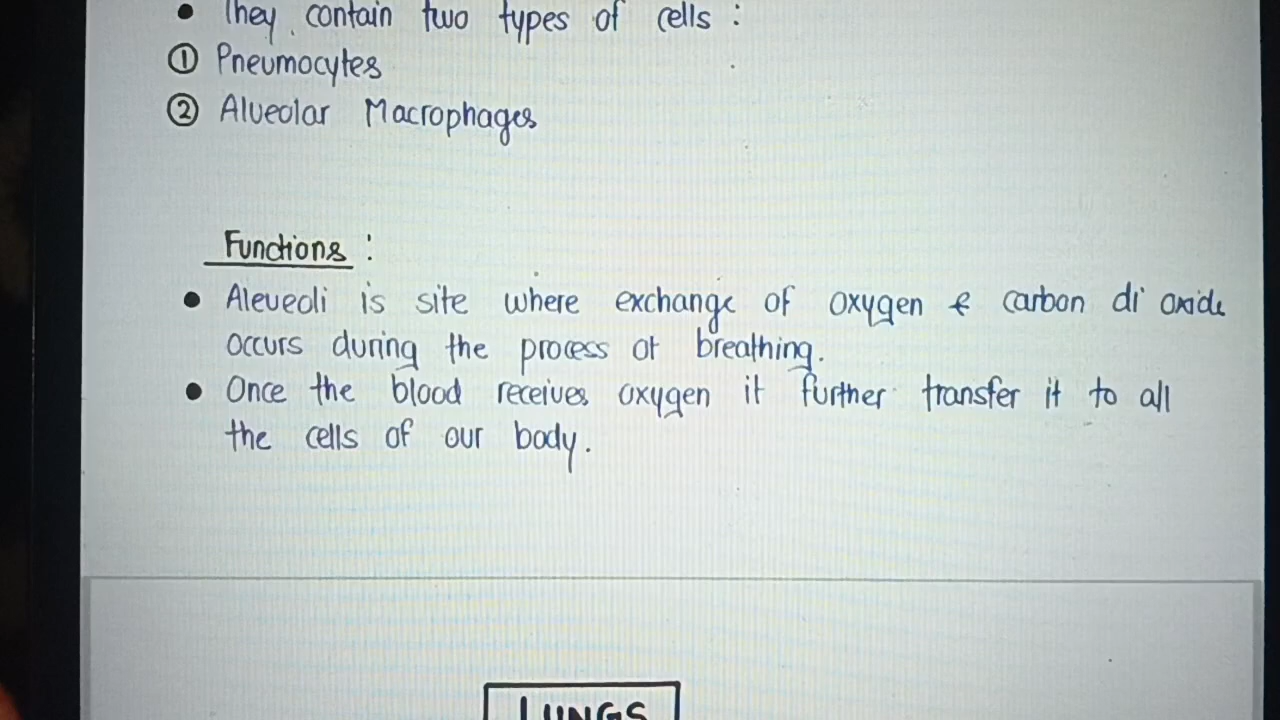 • They contain two types of cells :
① Pneumocytes
② Alveolar Macrophages
Functions :
• Aleveoli is site where exchange of oxygen & carbon di oxide
occurs during the process of breathing.
• Once the blood receives oxygen it further transfer it to all
the cells of our body.
LUNGS